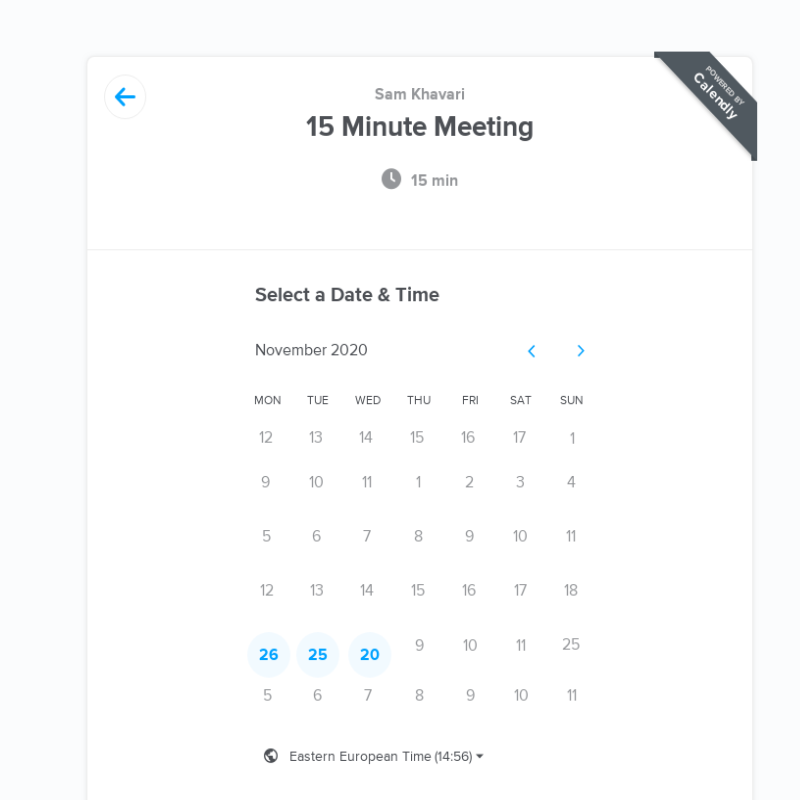 Sam Khavari
POWERED BY
Calendly
15 Minute Meeting
15 min
Select a Date & Time
November 2020
MON TUE WED THU FRI SAT SUN
12 13 14 15 16 17 1
9 10 11 1 2 3 4
5 6 7 8 9 10 11
12 13 14 15 16 17 18
26 25 20 9 10 11 25
5 6 7 8 9 10 11
Eastern European Time (14:56)